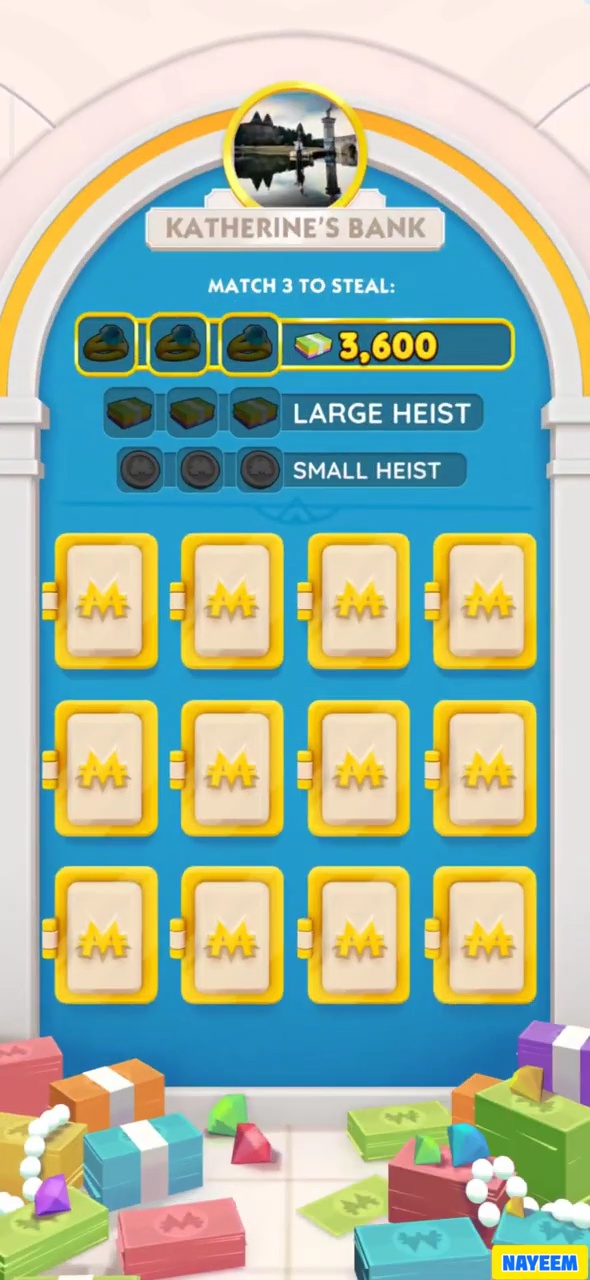 KATHERINE'S BANK
MATCH 3 TO STEAL:
3,600
LARGE HEIST
SMALL HEIST
NAYEEM